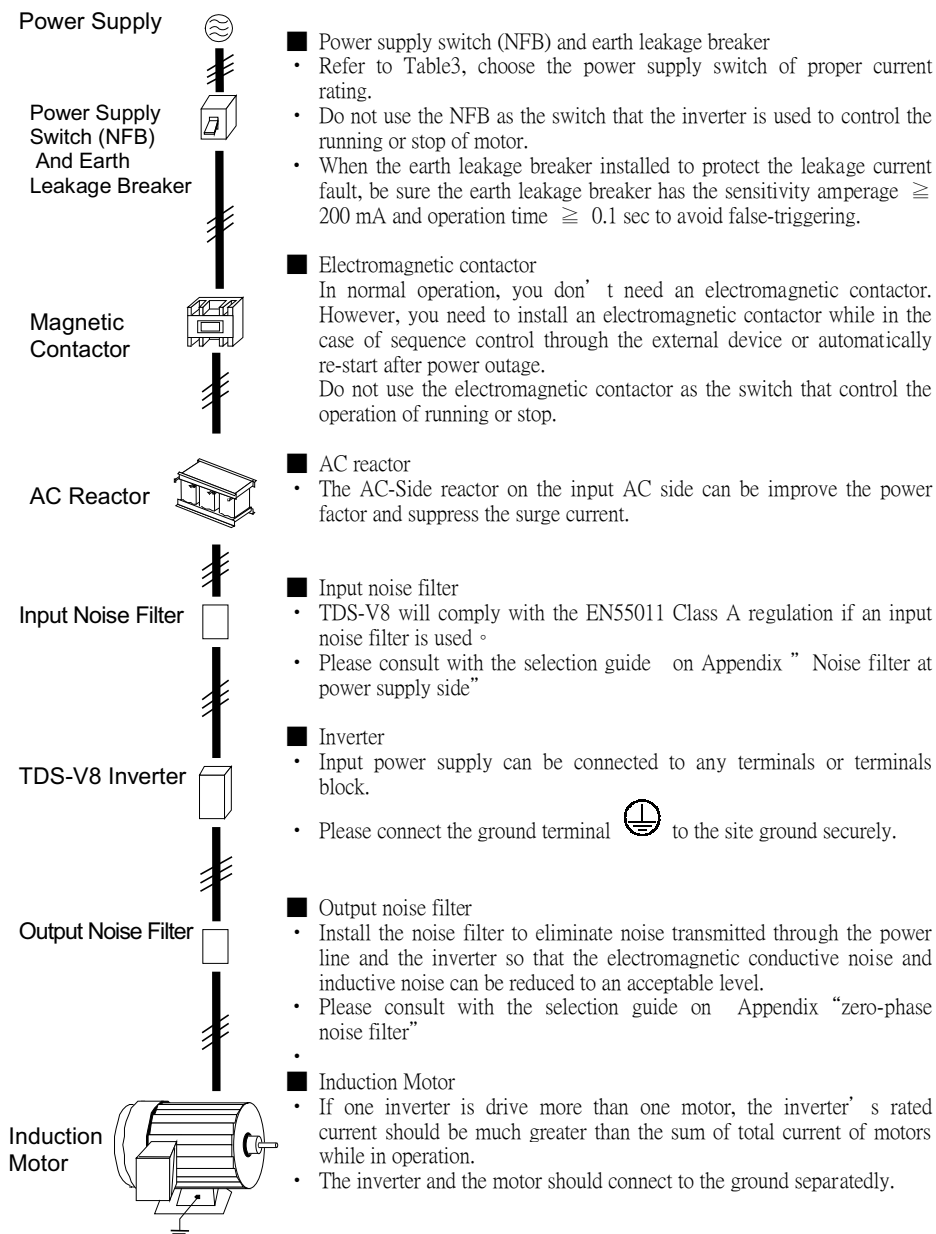 Power Supply
Power Supply
Switch (NFB)
And Earth
Leakage Breaker
Magnetic
Contactor
AC Reactor
Input Noise Filter
TDS-V8 Inverter
Output Noise Filter
Induction
Motor
■ Power supply switch (NFB) and earth leakage breaker
· Refer to Table3, choose the power supply switch of proper current
rating.
· Do not use the NFB as the switch that the inverter is used to control the
running or stop of motor.
· When the earth leakage breaker installed to protect the leakage current
fault, be sure the earth leakage breaker has the sensitivity amperage ≧
200 mA and operation time ≧ 0.1 sec to avoid false-triggering.
■ Electromagnetic contactor
In normal operation, you don’ t need an electromagnetic contactor.
However, you need to install an electromagnetic contactor while in the
case of sequence control through the external device or automatically
re-start after power outage.
Do not use the electromagnetic contactor as the switch that control the
operation of running or stop.
■ AC reactor
· The AC-Side reactor on the input AC side can be improve the power
factor and suppress the surge current.
■ Input noise filter
· TDS-V8 will comply with the EN55011 Class A regulation if an input
noise filter is used。
· Please consult with the selection guide on Appendix ” Noise filter at
power supply side”
■ Inverter
· Input power supply can be connected to any terminals or terminals
block.
· Please connect the ground terminal to the site ground securely.
■ Output noise filter
· Install the noise filter to eliminate noise transmitted through the power
line and the inverter so that the electromagnetic conductive noise and
inductive noise can be reduced to an acceptable level.
· Please consult with the selection guide on Appendix “zero-phase
noise filter”
·
■ Induction Motor
· If one inverter is drive more than one motor, the inverter’ s rated
current should be much greater than the sum of total current of motors
while in operation.
· The inverter and the motor should connect to the ground separatedly.